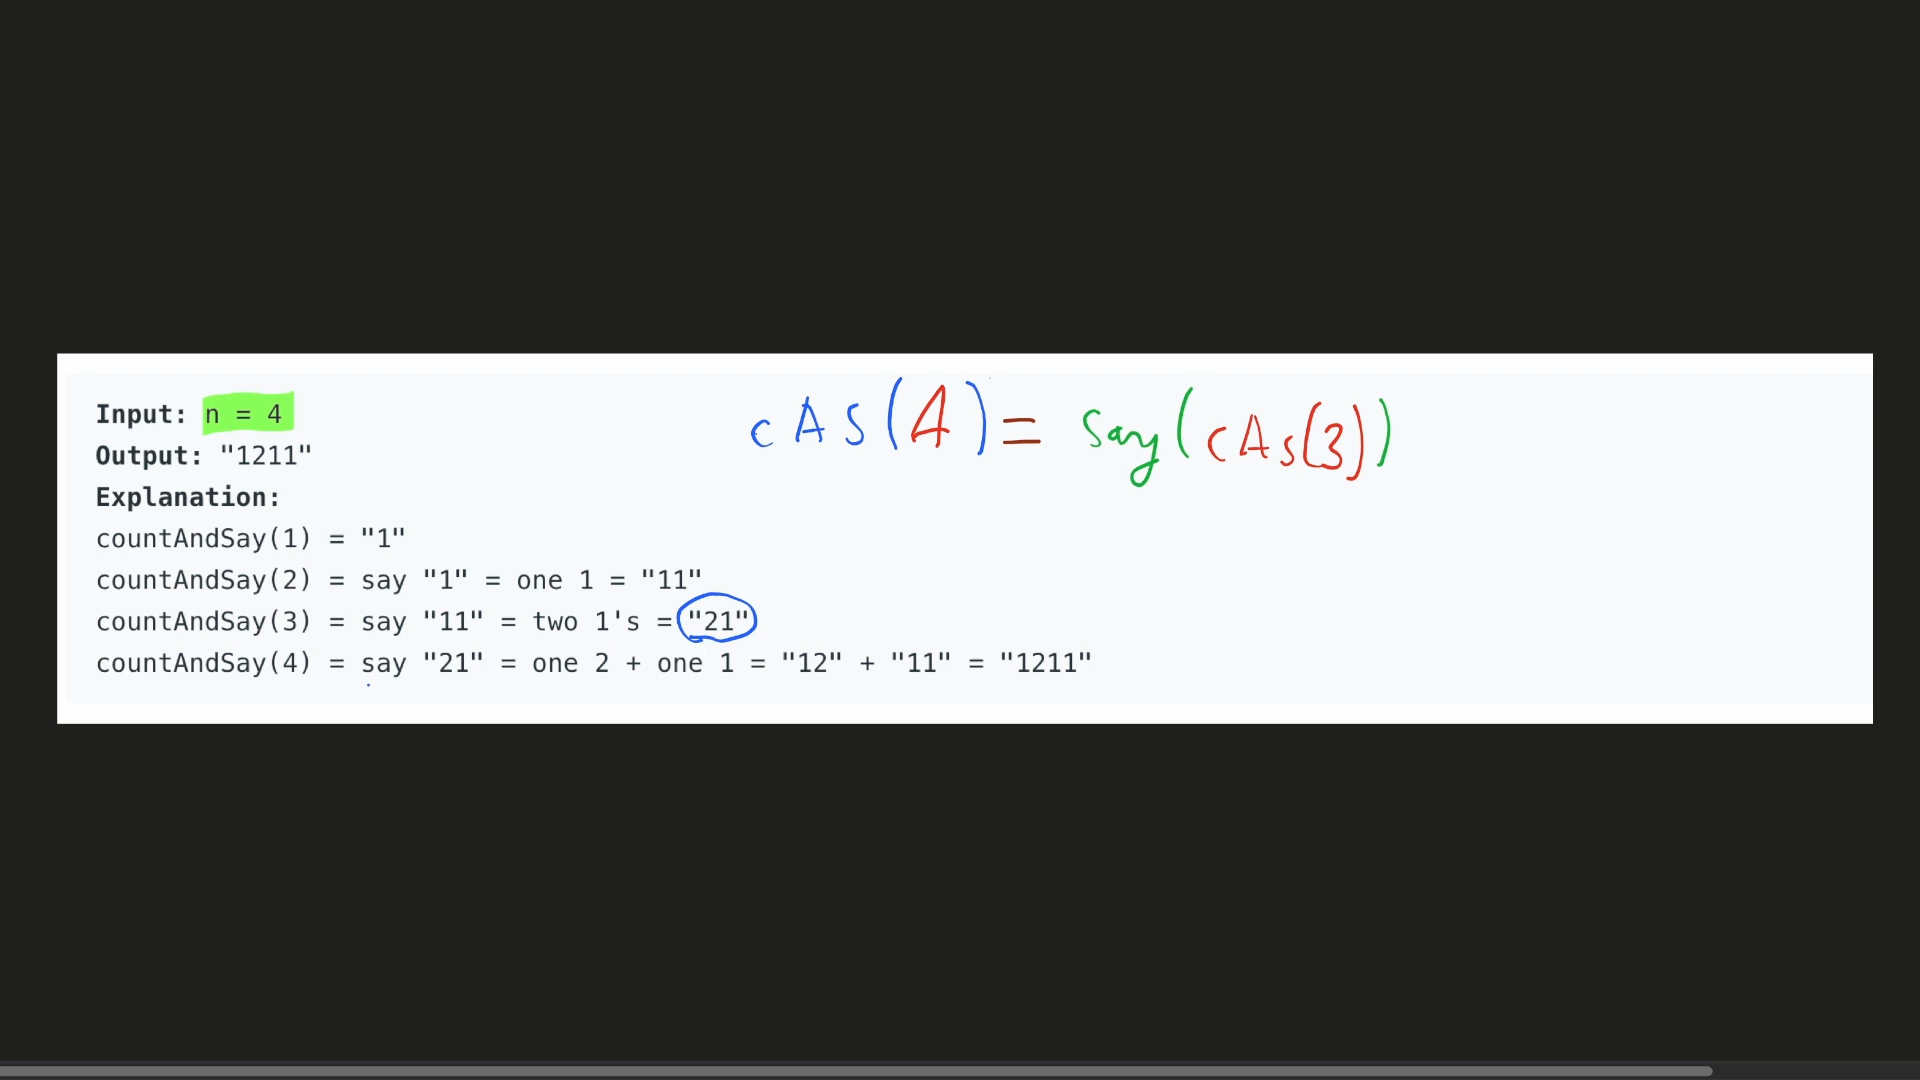 Input: n = 4
cAS(4) = Say(cAs(3))
Output: "1211"
Explanation:
countAndSay(1) = "1"
countAndSay(2) = say "1" = one 1 = "11"
countAndSay(3) = say "11" = two 1's = "21"
countAndSay(4) = say "21" = one 2 + one 1 = "12" + "11" = "1211"